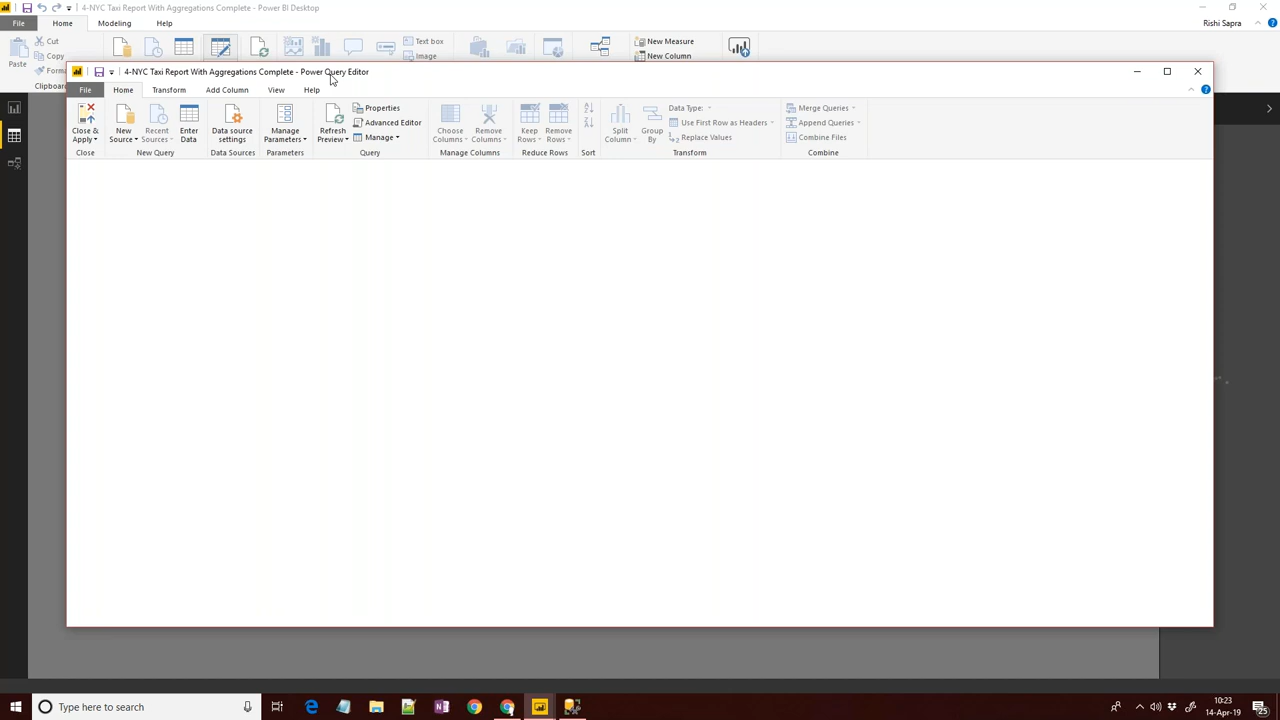 4-NYC Taxi Report With Aggregations Complete - Power BI Desktop
File Home Modeling Help
Cut
Copy
Paste
Forma
Clipboard
Text box
Image
New Measure
New Column
4-NYC Taxi Report With Aggregations Complete - Power Query Editor
File Home Transform Add Column View Help
Close & Apply
New Source
Recent Sources
Enter Data
Data source settings
Manage Parameters
Refresh Preview
Properties
Advanced Editor
Manage
Choose Columns
Remove Columns
Keep Rows
Remove Rows
Split Column
Group By
Data Type:
Use First Row as Headers
Replace Values
Merge Queries
Append Queries
Combine Files
Close New Query Data Sources Parameters Query Manage Columns Reduce Rows Sort Transform Combine
Type here to search
10:23
14-Apr-19
25
Rishi Sapra